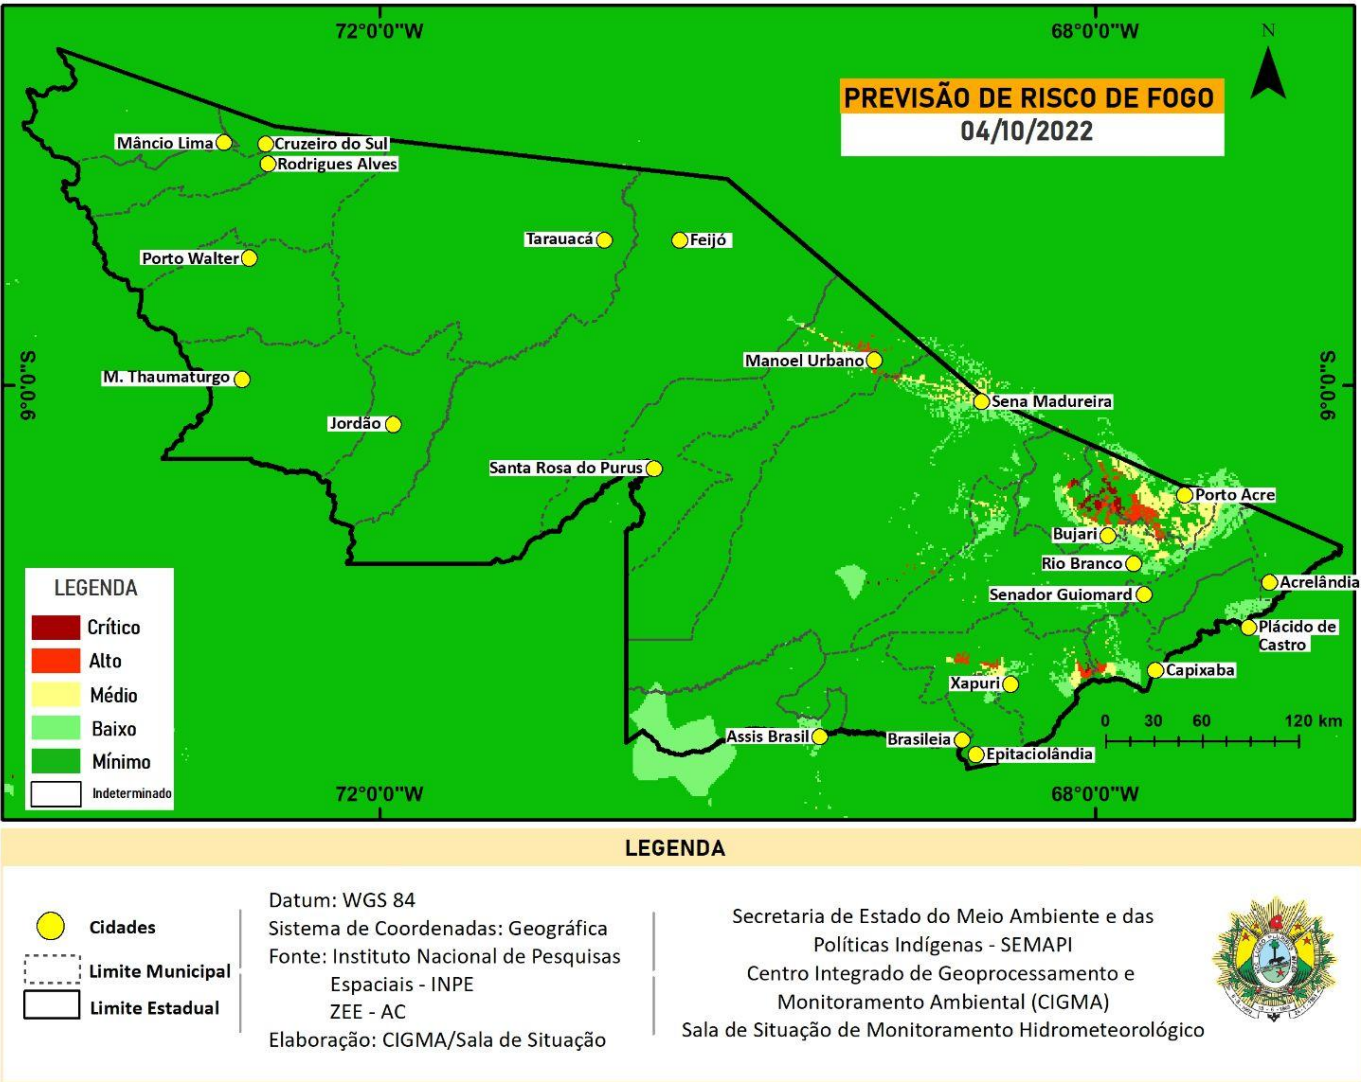 72°0'0"W
68°0'0"W
N
PREVISÃO DE RISCO DE FOGO
04/10/2022
Mâncio Lima
Cruzeiro do Sul
Rodrigues Alves
Tarauacá
Feijó
Porto Walter
Manoel Urbano
9°0'0"S
9°0'0"S
M. Thaumaturgo
Sena Madureira
Jordão
Santa Rosa do Purus
Porto Acre
Bujari
Rio Branco
Acrelândia
Senador Guiomard
Plácido de
Castro
Capixaba
Xapuri
Assis Brasil
Brasileia
Epitaciolândia
0 30 60 120 km
LEGENDA
Crítico
Alto
Médio
Baixo
Mínimo
Indeterminado
72°0'0"W
68°0'0"W
LEGENDA
Cidades
Limite Municipal
Limite Estadual
Datum: WGS 84
Sistema de Coordenadas: Geográfica
Fonte: Instituto Nacional de Pesquisas
Espaciais - INPE
ZEE - AC
Elaboração: CIGMA/Sala de Situação
Secretaria de Estado do Meio Ambiente e das
Políticas Indígenas - SEMAPI
Centro Integrado de Geoprocessamento e
Monitoramento Ambiental (CIGMA)
Sala de Situação de Monitoramento Hidrometeorológico